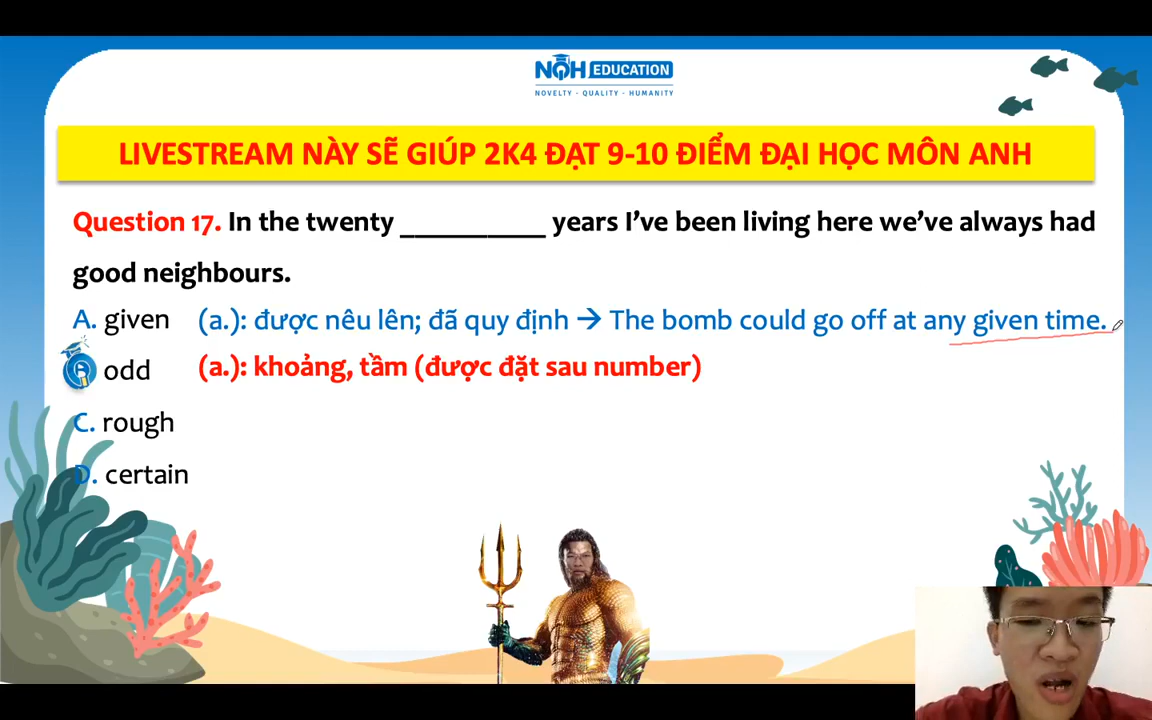 NQH EDUCATION
NOVELTY - QUALITY - HUMANITY
LIVESTREAM NÀY SẼ GIÚP 2K4 ĐẠT 9-10 ĐIỂM ĐẠI HỌC MÔN ANH
Question 17. In the twenty __________ years I’ve been living here we’ve always had
good neighbours.
A. given (a.): được nêu lên; đã quy định → The bomb could go off at any given time.
odd (a.): khoảng, tầm (được đặt sau number)
C. rough
D. certain